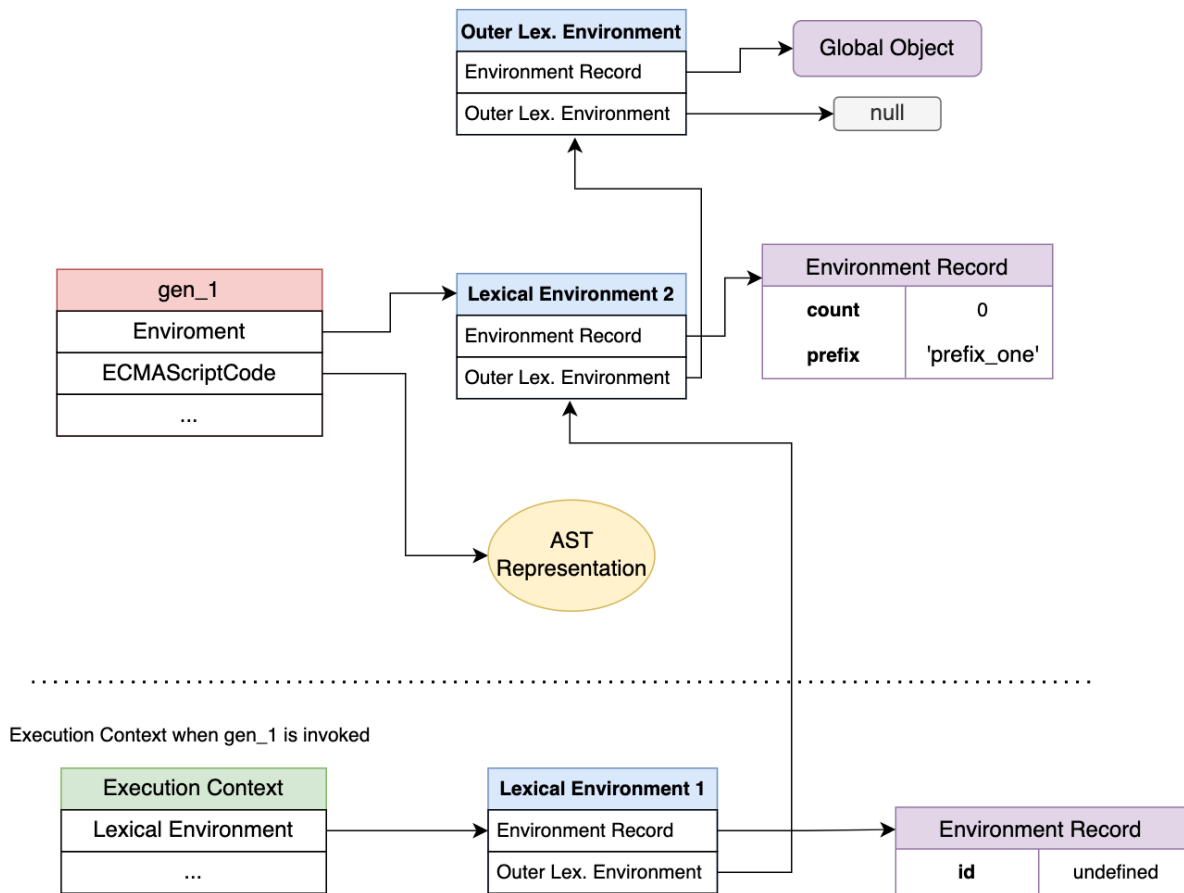 Outer Lex. Environment
Environment Record
Outer Lex. Environment
Global Object
null
gen_1
Enviroment
ECMAScriptCode
...
Lexical Environment 2
Environment Record
Outer Lex. Environment
Environment Record
count 0
prefix 'prefix_one'
AST
Representation
Execution Context when gen_1 is invoked
Execution Context
Lexical Environment
...
Lexical Environment 1
Environment Record
Outer Lex. Environment
Environment Record
id undefined